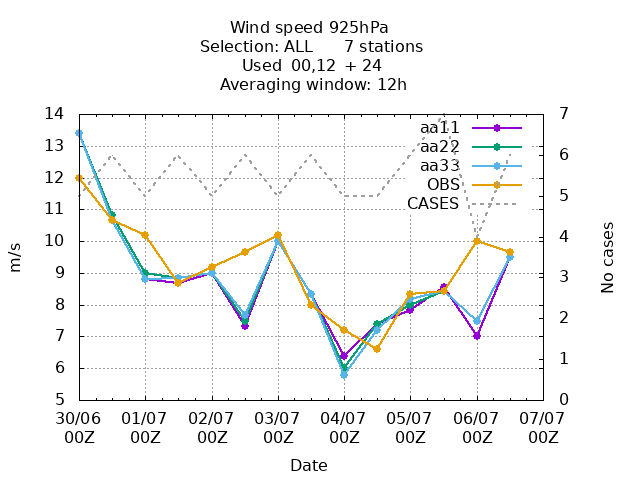 Wind speed 925hPa
Selection: ALL 7 stations
Used 00,12 + 24
Averaging window: 12h
14
13
12
11
10
9
8
7
6
5
7
6
5
4
3
2
1
0
aa11
aa22
aa33
OBS
CASES
m/s
No cases
30/06 01/07 02/07 03/07 04/07 05/07 06/07 07/07
00Z 00Z 00Z 00Z 00Z 00Z 00Z 00Z
Date